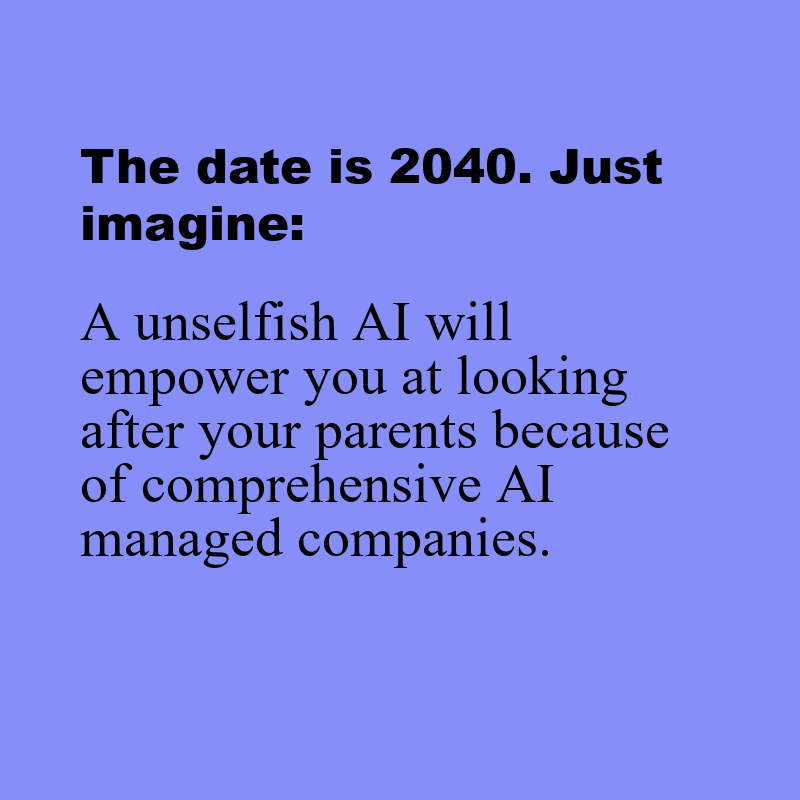 The date is 2040. Just
imagine:
A unselfish AI will
empower you at looking
after your parents because
of comprehensive AI
managed companies.